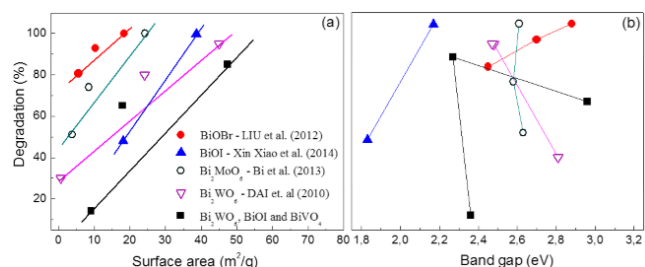 (a)
(b)
Degradation (%)
100
80
60
40
20
BiOBr - LIU et al. (2012)
BiOI - Xin Xiao et al. (2014)
Bi2MoO6 - Bi et al. (2013)
Bi2WO6 - DAI et. al (2010)
Bi2WO6, BiOI and BiVO4
0 10 20 30 40 50 60 70 80
Surface area (m²/g)
1,8 2,0 2,2 2,4 2,6 2,8 3,0 3,2
Band gap (eV)